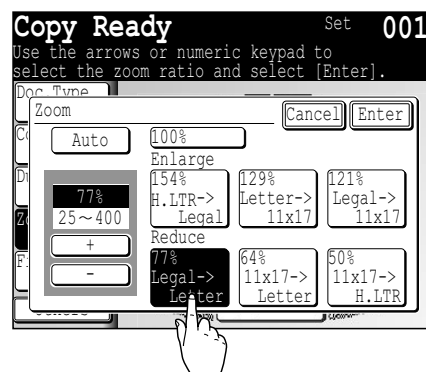 Copy Ready Set 001
Use the arrows or numeric keypad to
select the zoom ratio and select [Enter].
Doc.Type
Zoom Cancel Enter
Auto 100%
Enlarge
154%
H.LTR->
Legal
129%
Letter->
11x17
121%
Legal->
11x17
77%
25～400
+
-
Reduce
77%
Legal->
Letter
64%
11x17->
Letter
50%
11x17->
H.LTR